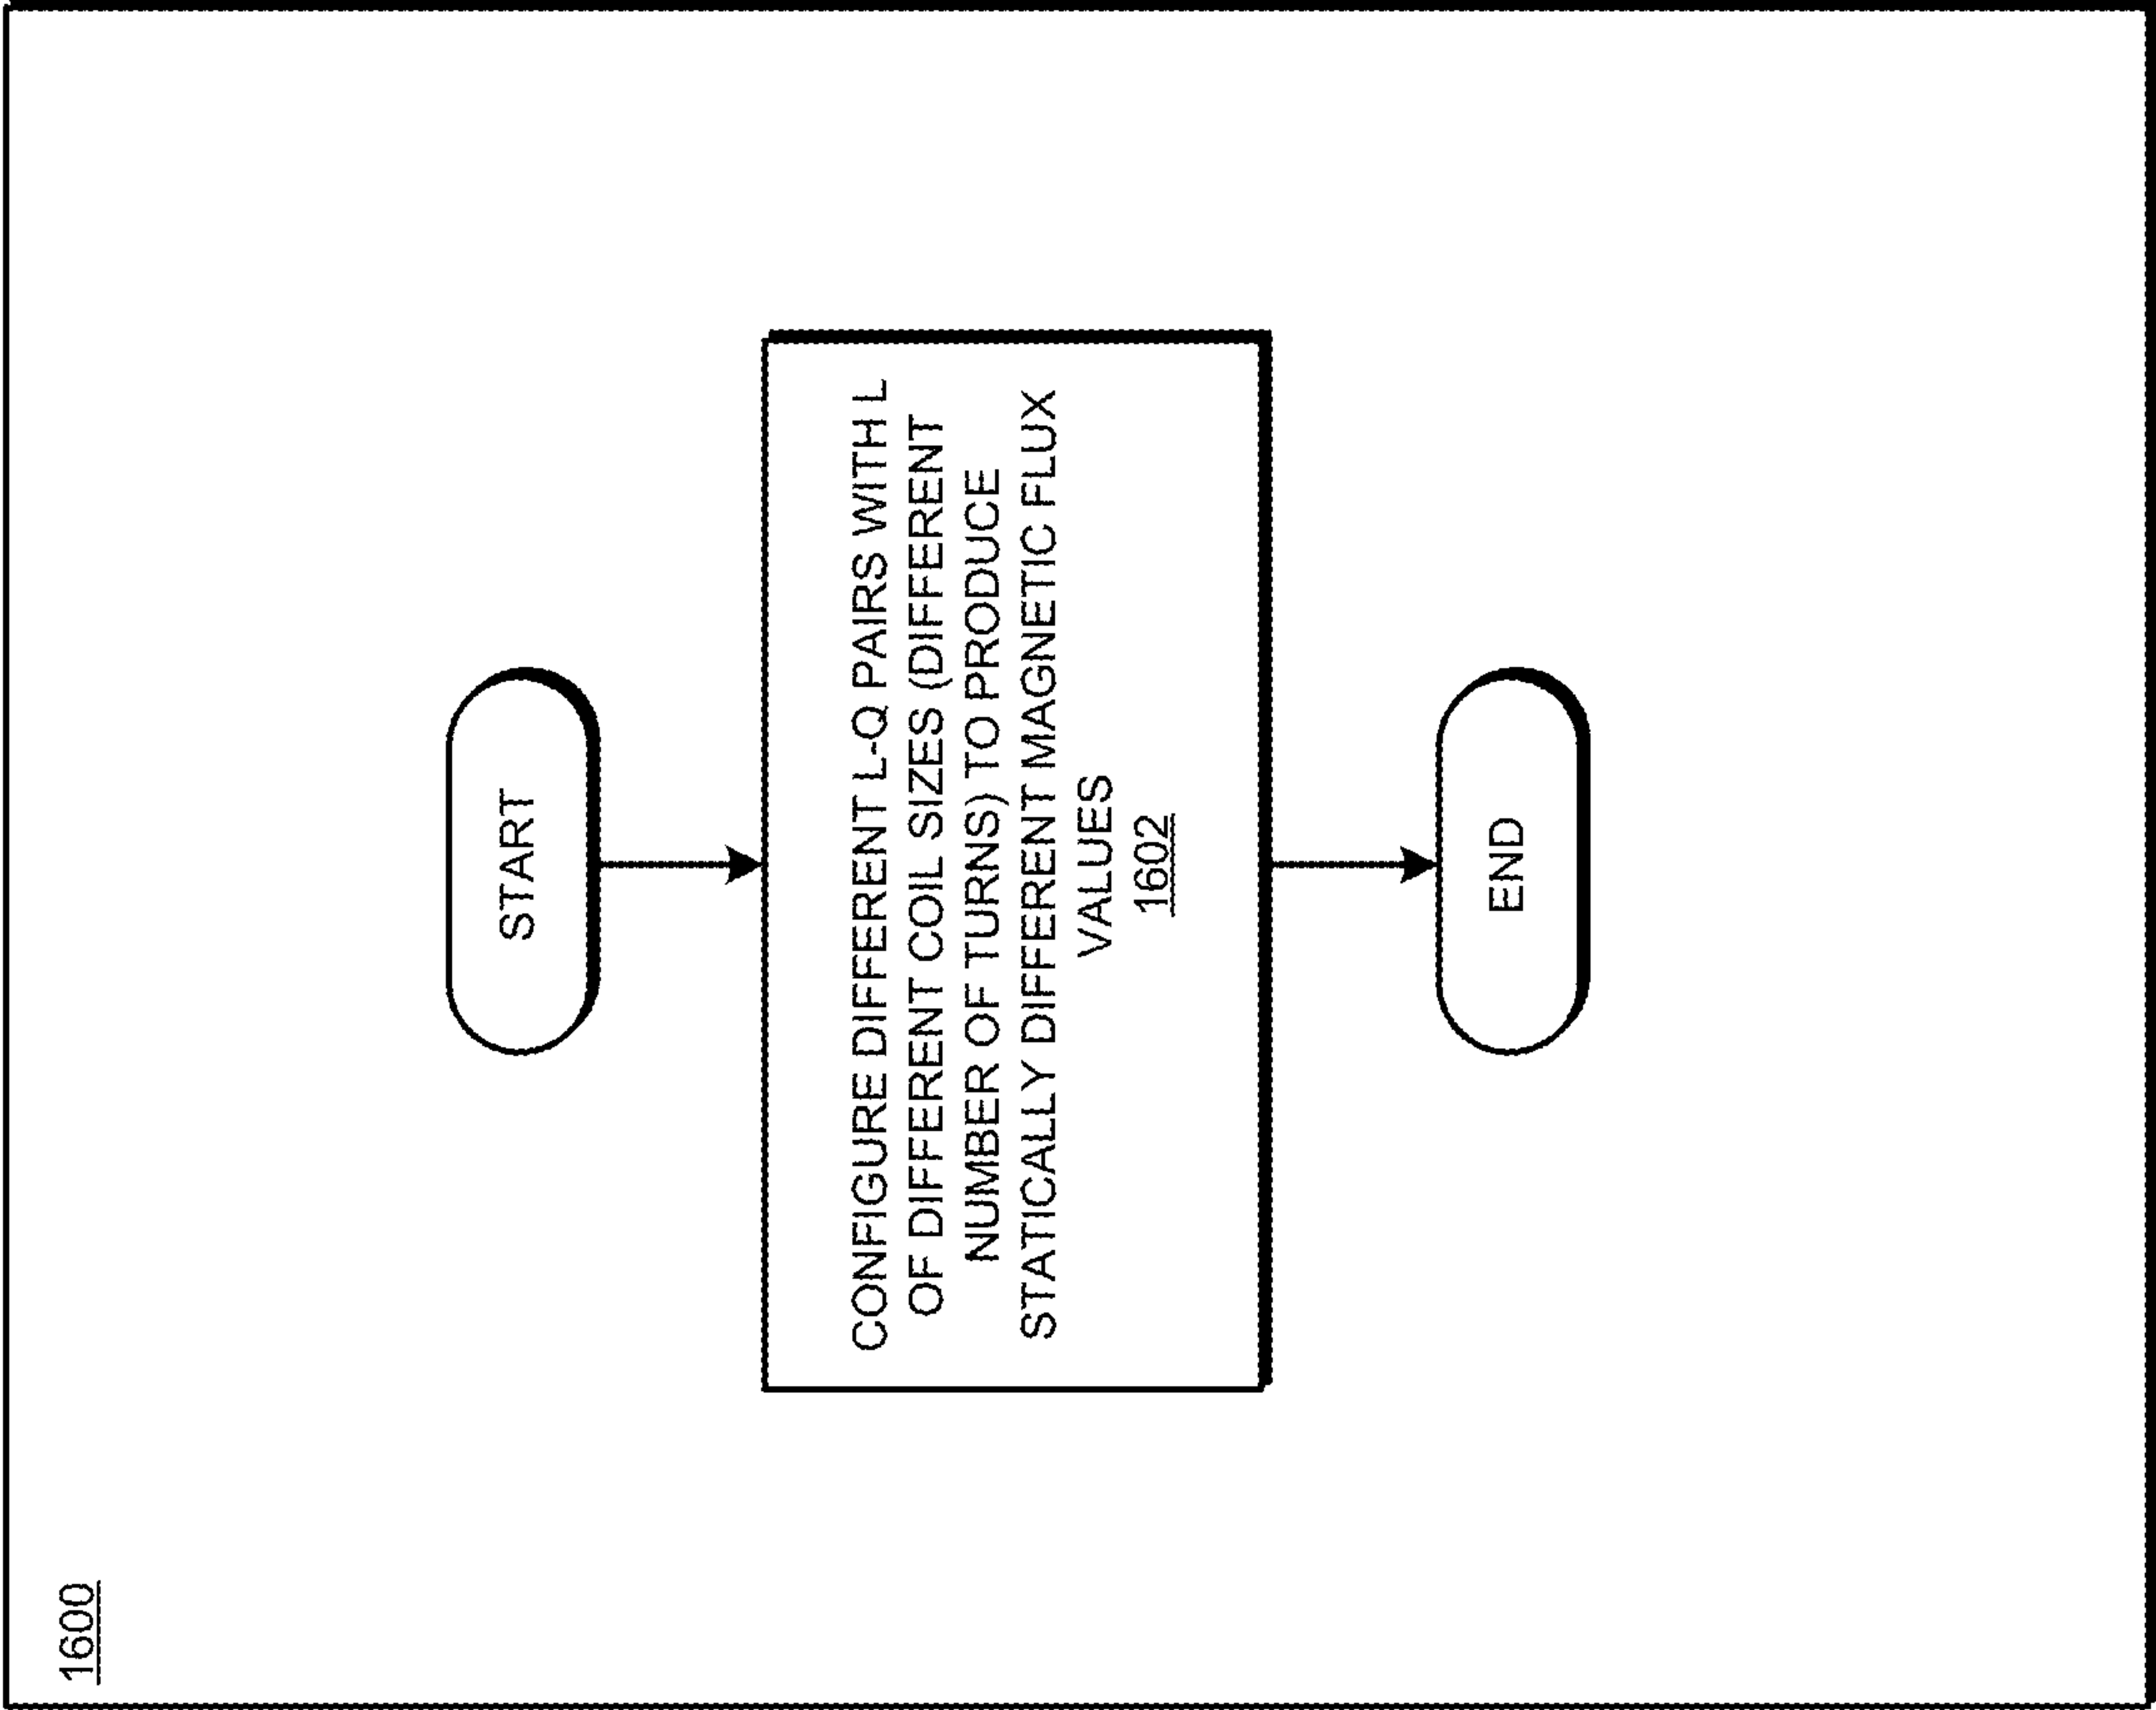 1600
START
CONFIGURE DIFFERENT L-Q PAIRS WITH L
OF DIFFERENT COIL SIZES (DIFFERENT
NUMBER OF TURNS) TO PRODUCE
STATICALLY DIFFERENT MAGNETIC FLUX
VALUES
1602
END